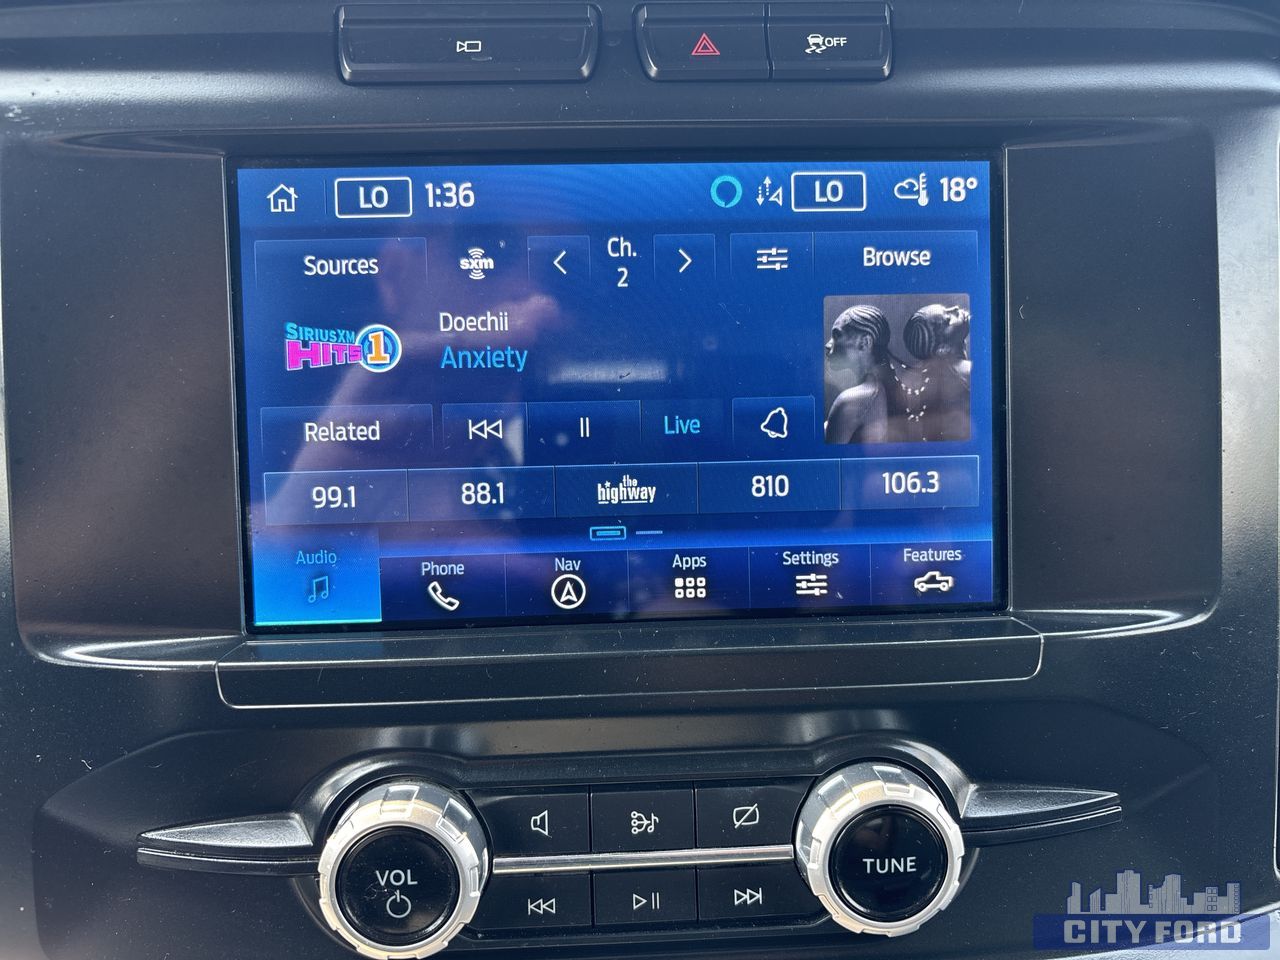 OFF
LO 1:36 LO 18°
Sources sxm Ch. 2 Browse
SIRIUSXM
HITS 1
Doechii
Anxiety
Related Live
99.1 88.1 the highway 810 106.3
Audio Phone Nav Apps Settings Features
VOL TUNE
CITY FORD